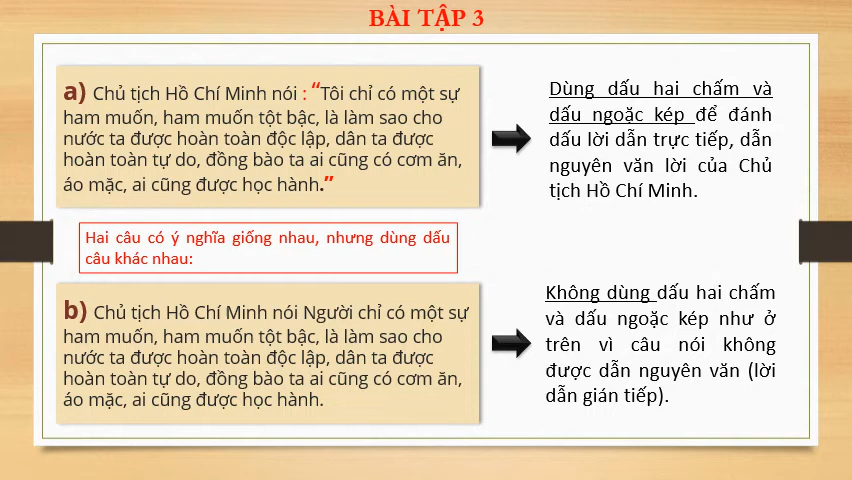 BÀI TẬP 3
a) Chủ tịch Hồ Chí Minh nói : “Tôi chỉ có một sự
ham muốn, ham muốn tột bậc, là làm sao cho
nước ta được hoàn toàn độc lập, dân ta được
hoàn toàn tự do, đồng bào ta ai cũng có cơm ăn,
áo mặc, ai cũng được học hành.”
Dùng dấu hai chấm và
dấu ngoặc kép để đánh
dấu lời dẫn trực tiếp, dẫn
nguyên văn lời của Chủ
tịch Hồ Chí Minh.
Hai câu có ý nghĩa giống nhau, nhưng dùng dấu
câu khác nhau:
b) Chủ tịch Hồ Chí Minh nói Người chỉ có một sự
ham muốn, ham muốn tột bậc, là làm sao cho
nước ta được hoàn toàn độc lập, dân ta được
hoàn toàn tự do, đồng bào ta ai cũng có cơm ăn,
áo mặc, ai cũng được học hành.
Không dùng dấu hai chấm
và dấu ngoặc kép như ở
trên vì câu nói không
được dẫn nguyên văn (lời
dẫn gián tiếp).